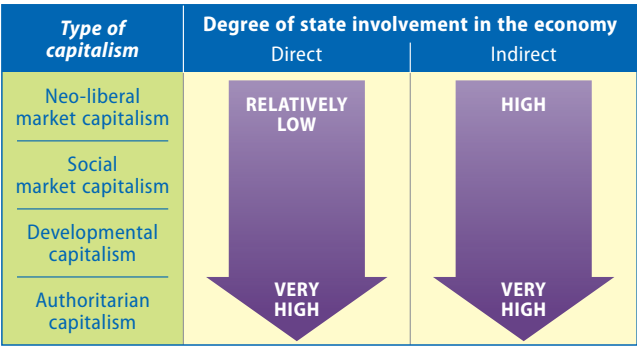 Type of
capitalism
Degree of state involvement in the economy
Direct
Indirect
Neo-liberal
market capitalism
RELATIVELY
LOW
HIGH
Social
market capitalism
Developmental
capitalism
Authoritarian
capitalism
VERY
HIGH
VERY
HIGH